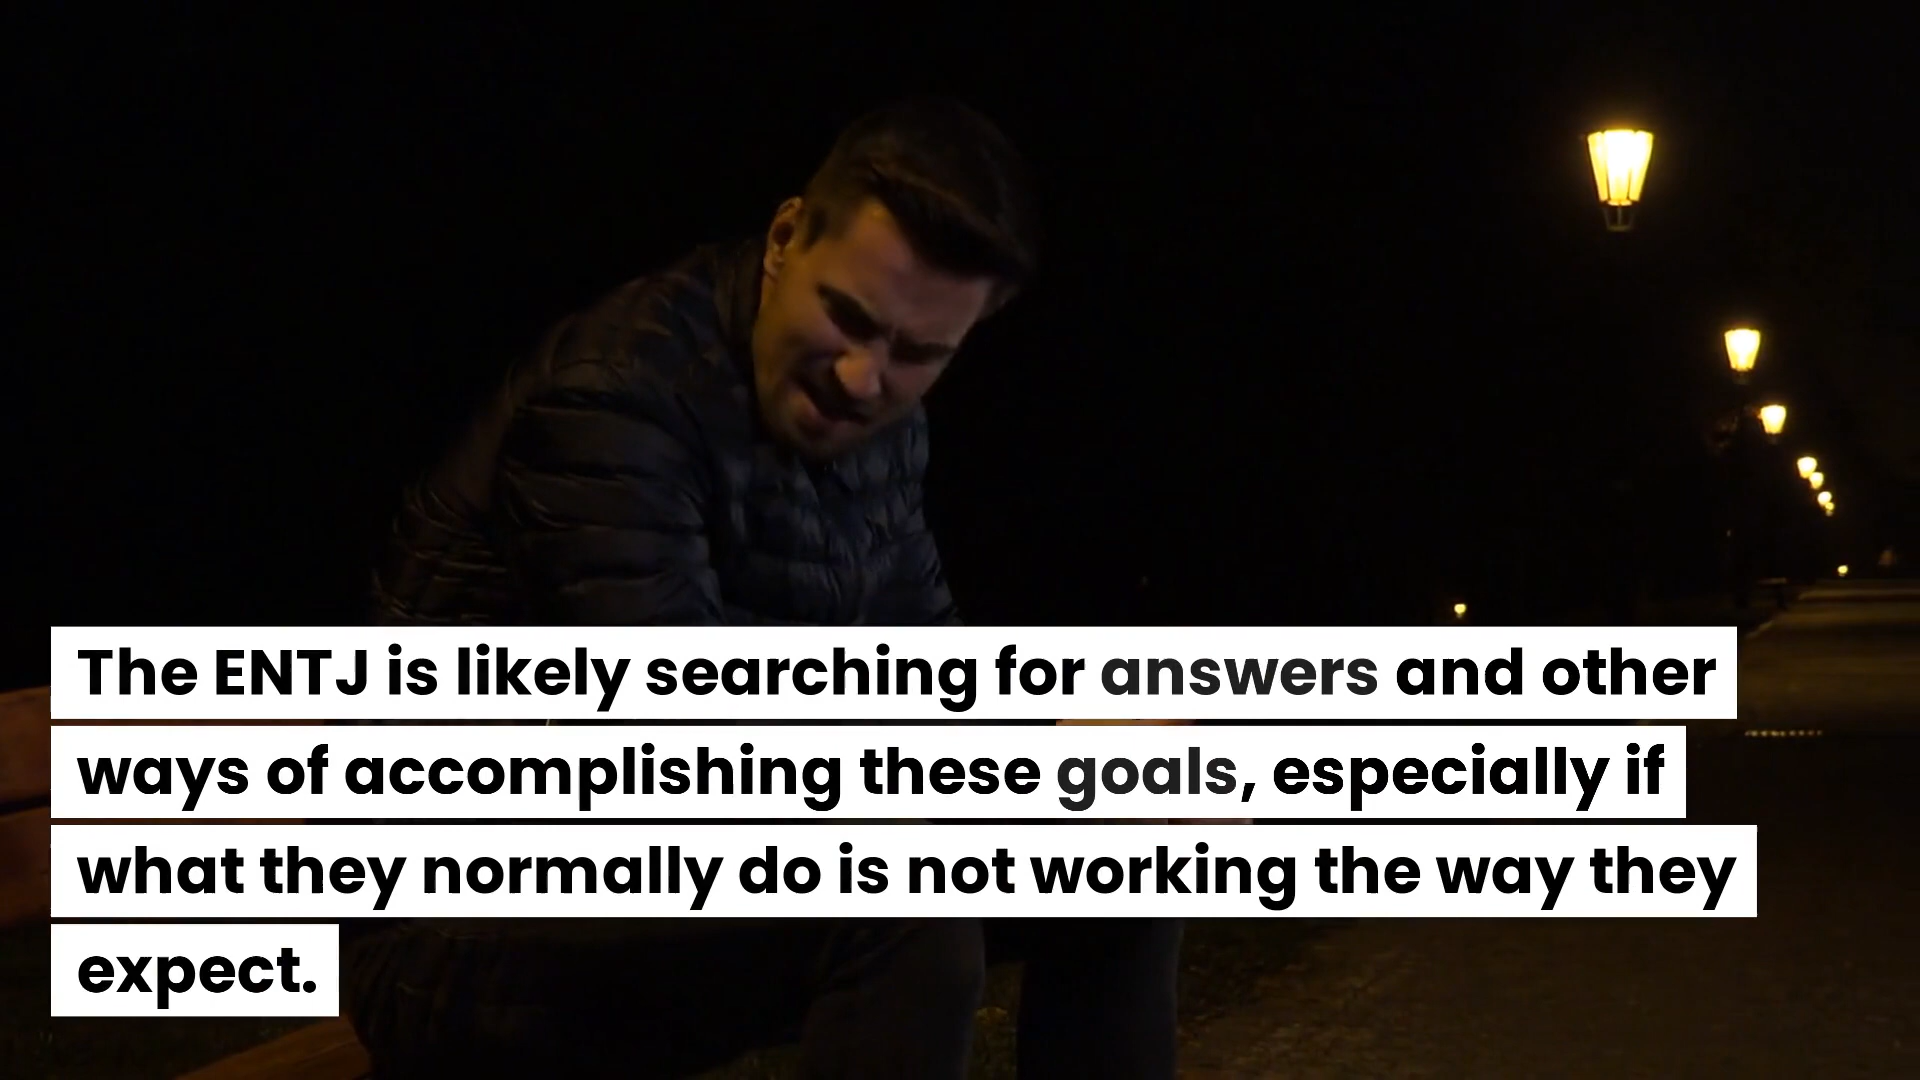 The ENTJ is likely searching for answers and other
ways of accomplishing these goals, especially if
what they normally do is not working the way they
expect.